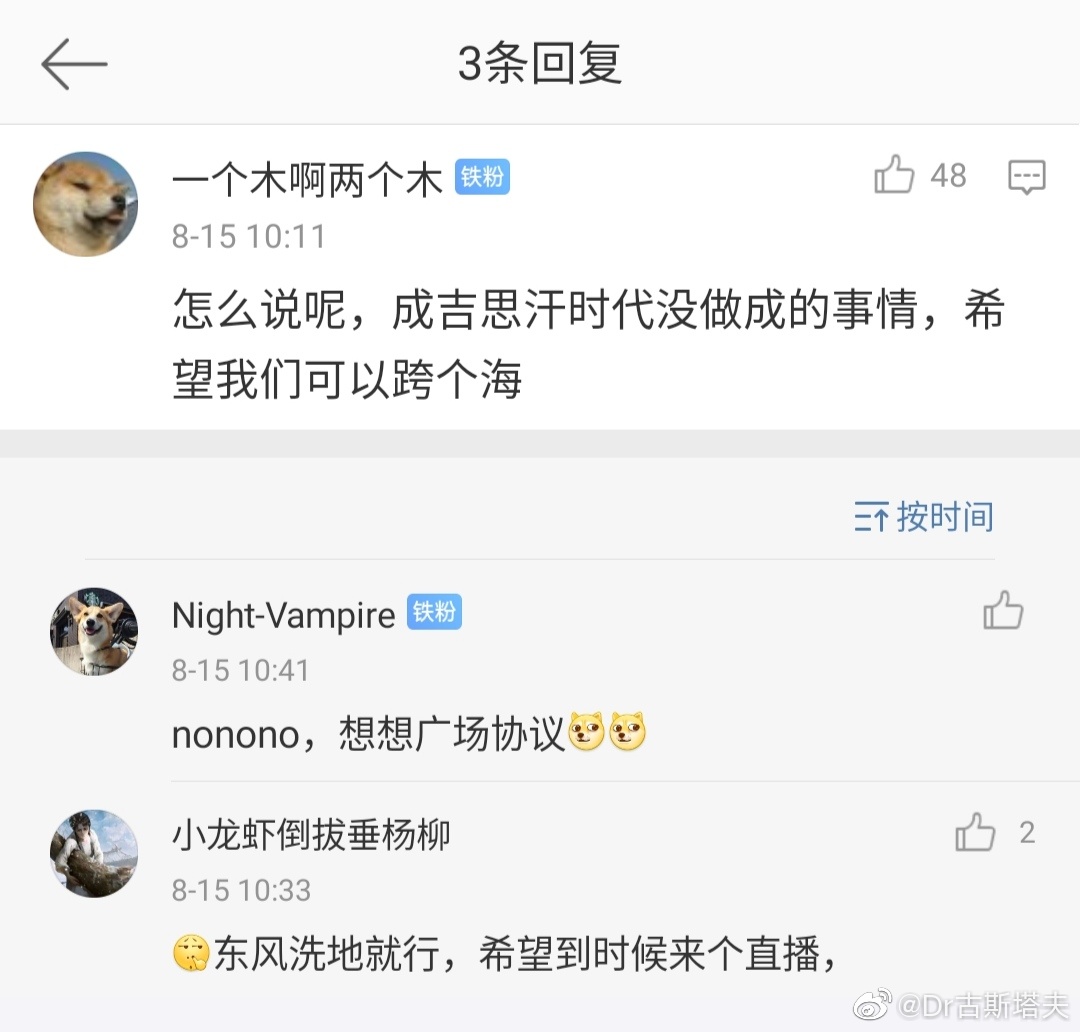 3条回复
一个木啊两个木 铁粉 48
8-15 10:11
怎么说呢，成吉思汗时代没做成的事情，希
望我们可以跨个海
按时间
Night-Vampire 铁粉
8-15 10:41
nonono，想想广场协议
小龙虾倒拔垂杨柳 2
8-15 10:33
东风洗地就行，希望到时候来个直播，
@Dr古斯塔夫